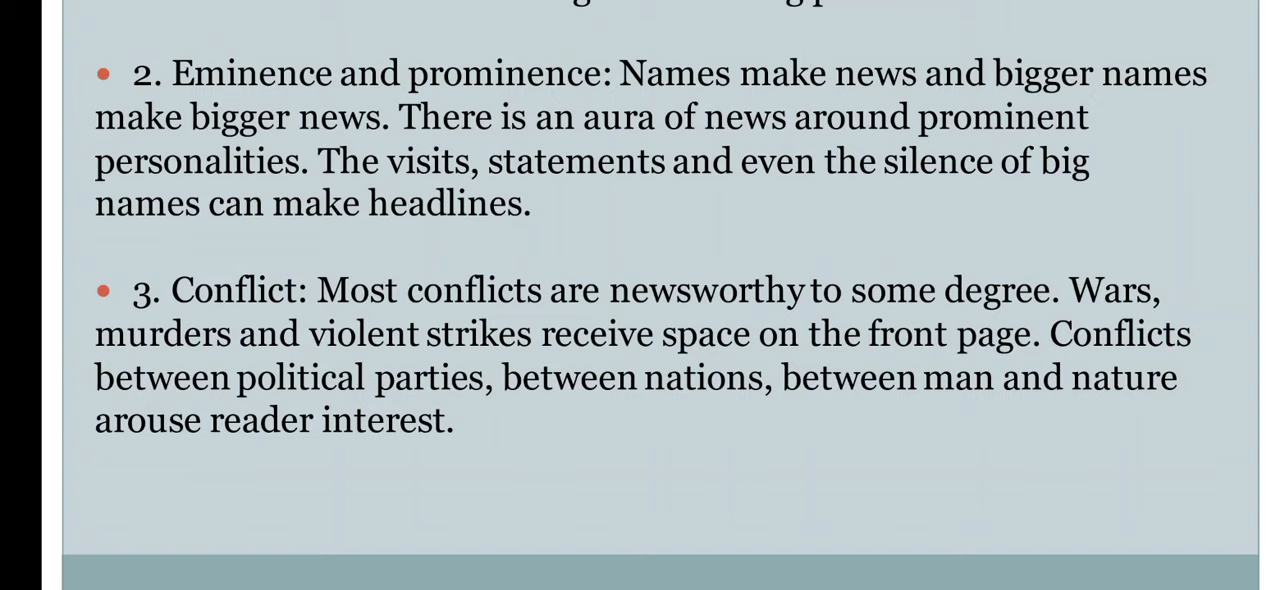 • 2. Eminence and prominence: Names make news and bigger names
make bigger news. There is an aura of news around prominent
personalities. The visits, statements and even the silence of big
names can make headlines.
• 3. Conflict: Most conflicts are newsworthy to some degree. Wars,
murders and violent strikes receive space on the front page. Conflicts
between political parties, between nations, between man and nature
arouse reader interest.